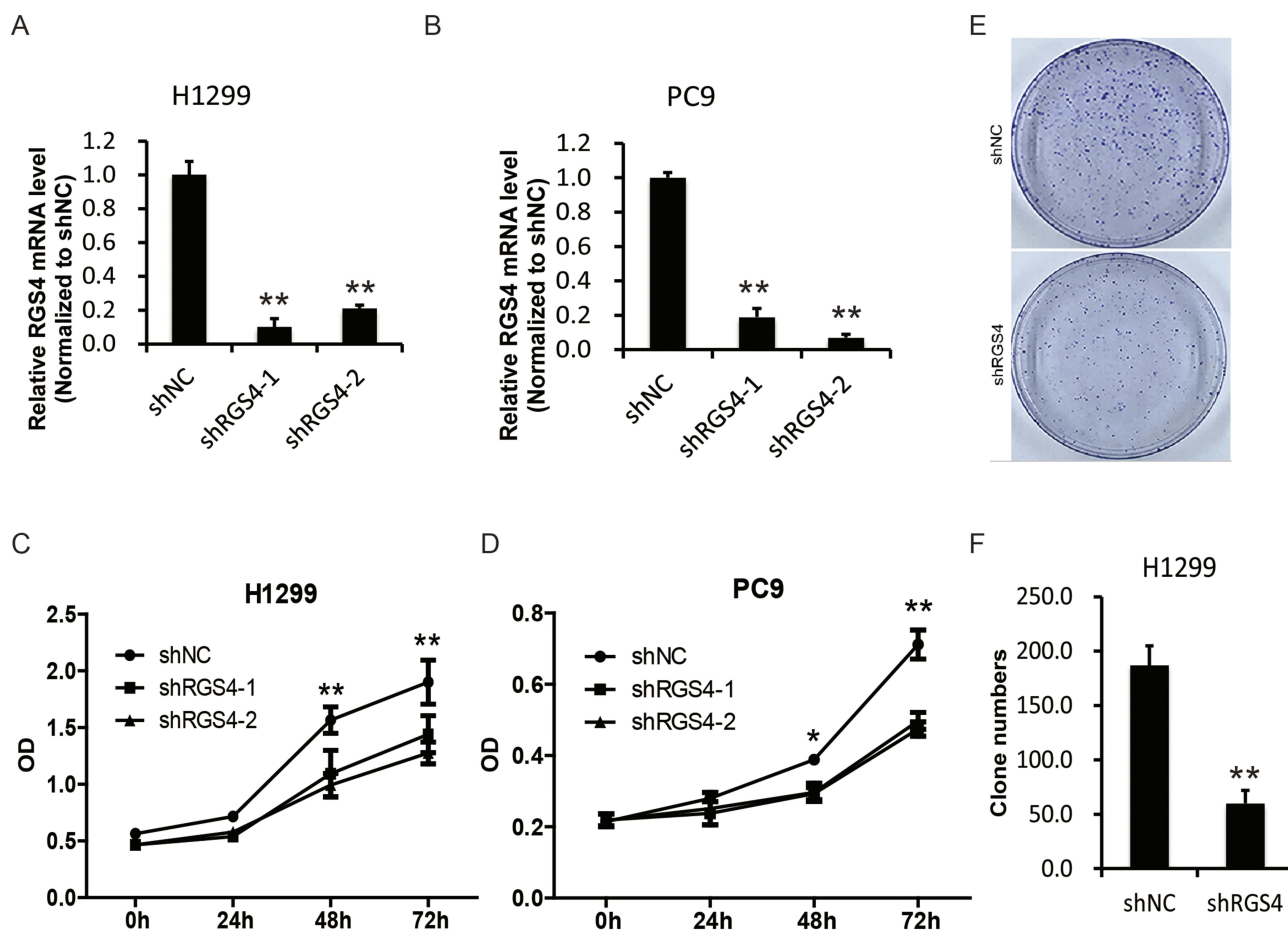 A
H1299
Relative RGS4 mRNA level
(Normalized to shNC)
1.2
1.0
0.8
0.6
0.4
0.2
0.0
**
**
shNC
shRGS4-1
shRGS4-2
B
PC9
Relative RGS4 mRNA level
(Normalized to shNC)
1.2
1.0
0.8
0.6
0.4
0.2
0.0
**
**
shNC
shRGS4-1
shRGS4-2
E
shNC
shRGS4
C
H1299
OD
2.5
2.0
1.5
1.0
0.5
0.0
shNC
shRGS4-1
shRGS4-2
**
**
0h 24h 48h 72h
D
PC9
OD
0.8
0.6
0.4
0.2
0.0
shNC
shRGS4-1
shRGS4-2
*
**
0h 24h 48h 72h
F
H1299
Clone numbers
250.0
200.0
150.0
100.0
50.0
0.0
**
shNC shRGS4